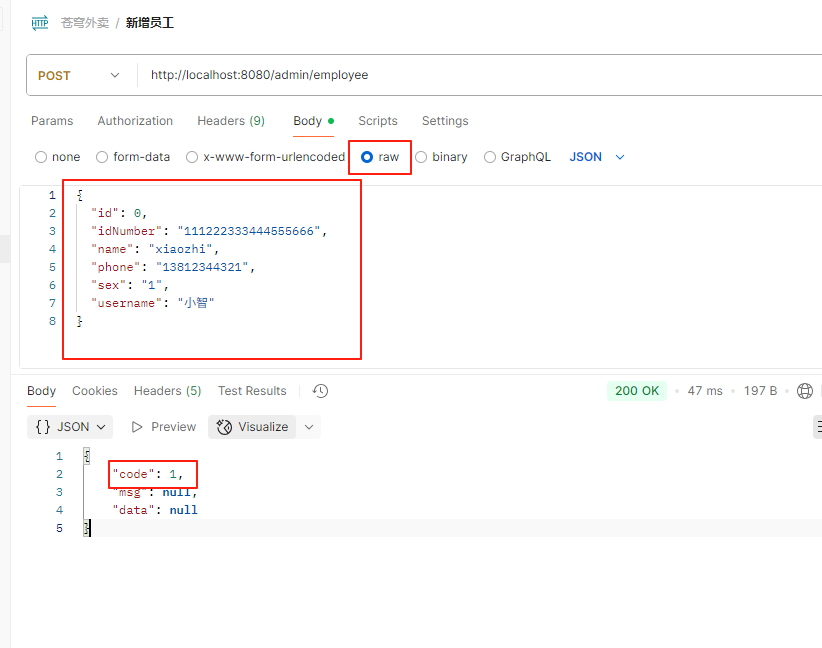 HTTP 苍穹外卖 / 新增员工
POST http://localhost:8080/admin/employee
Params Authorization Headers (9) Body Scripts Settings
none form-data x-www-form-urlencoded raw binary GraphQL JSON
1 {
2 "id": 0,
3 "idNumber": "111222333444555666",
4 "name": "xiaozhi",
5 "phone": "13812344321",
6 "sex": "1",
7 "username": "小智"
8 }
Body Cookies Headers (5) Test Results 200 OK • 47 ms • 197 B •
{} JSON Preview Visualize
1 {
2 "code": 1,
3 "msg": null,
4 "data": null
5 }